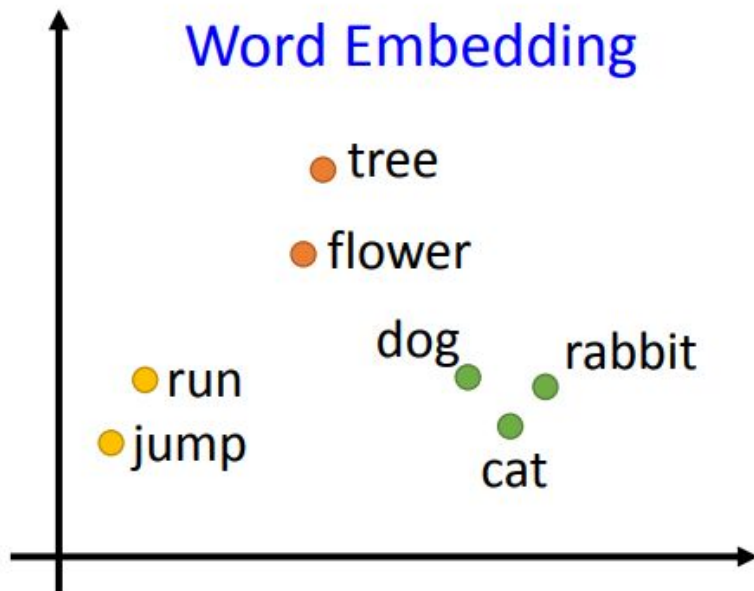 Word Embedding
tree
flower
dog
rabbit
run
jump
cat